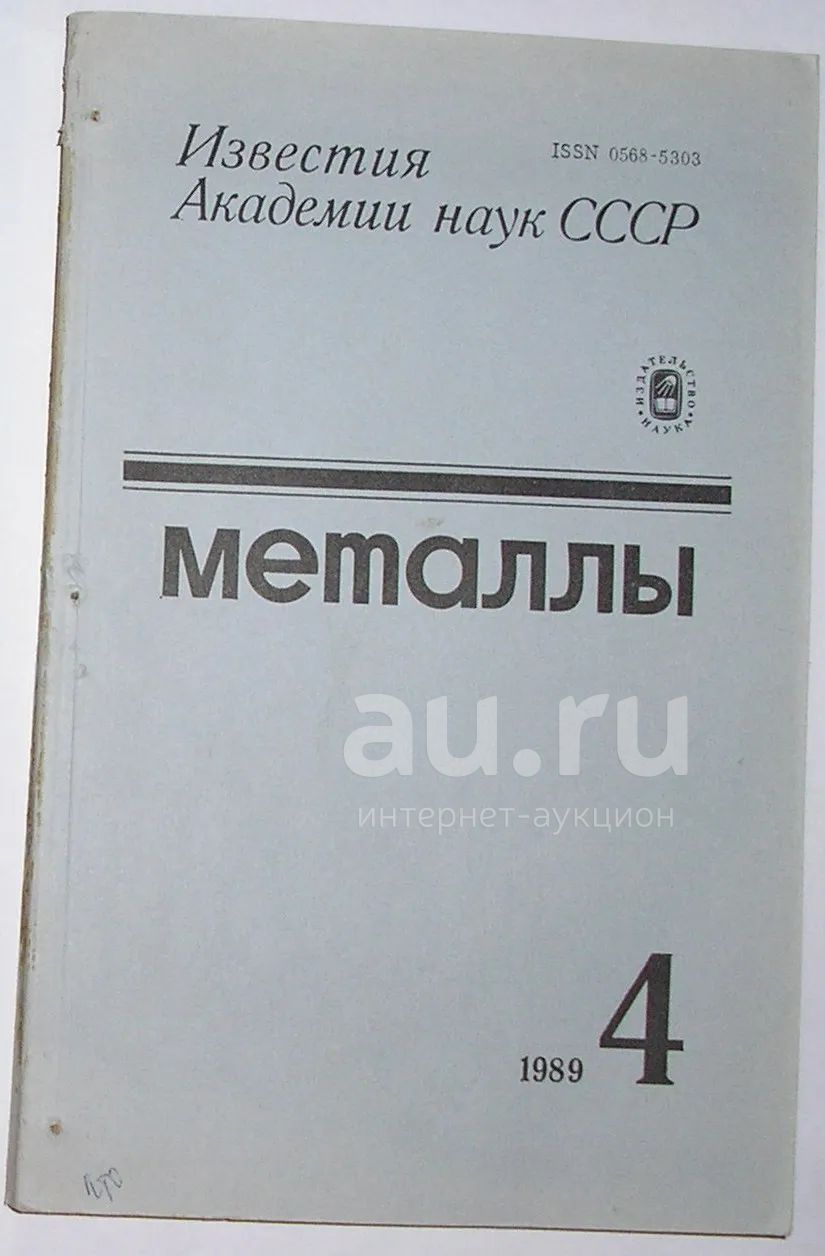 Известия
ISSN 0568-5303
Академии наук СССР
ИЗДАТЕЛЬСТВО
НАУКА
металлы
au.ru
интернет-аукцион
1989 4